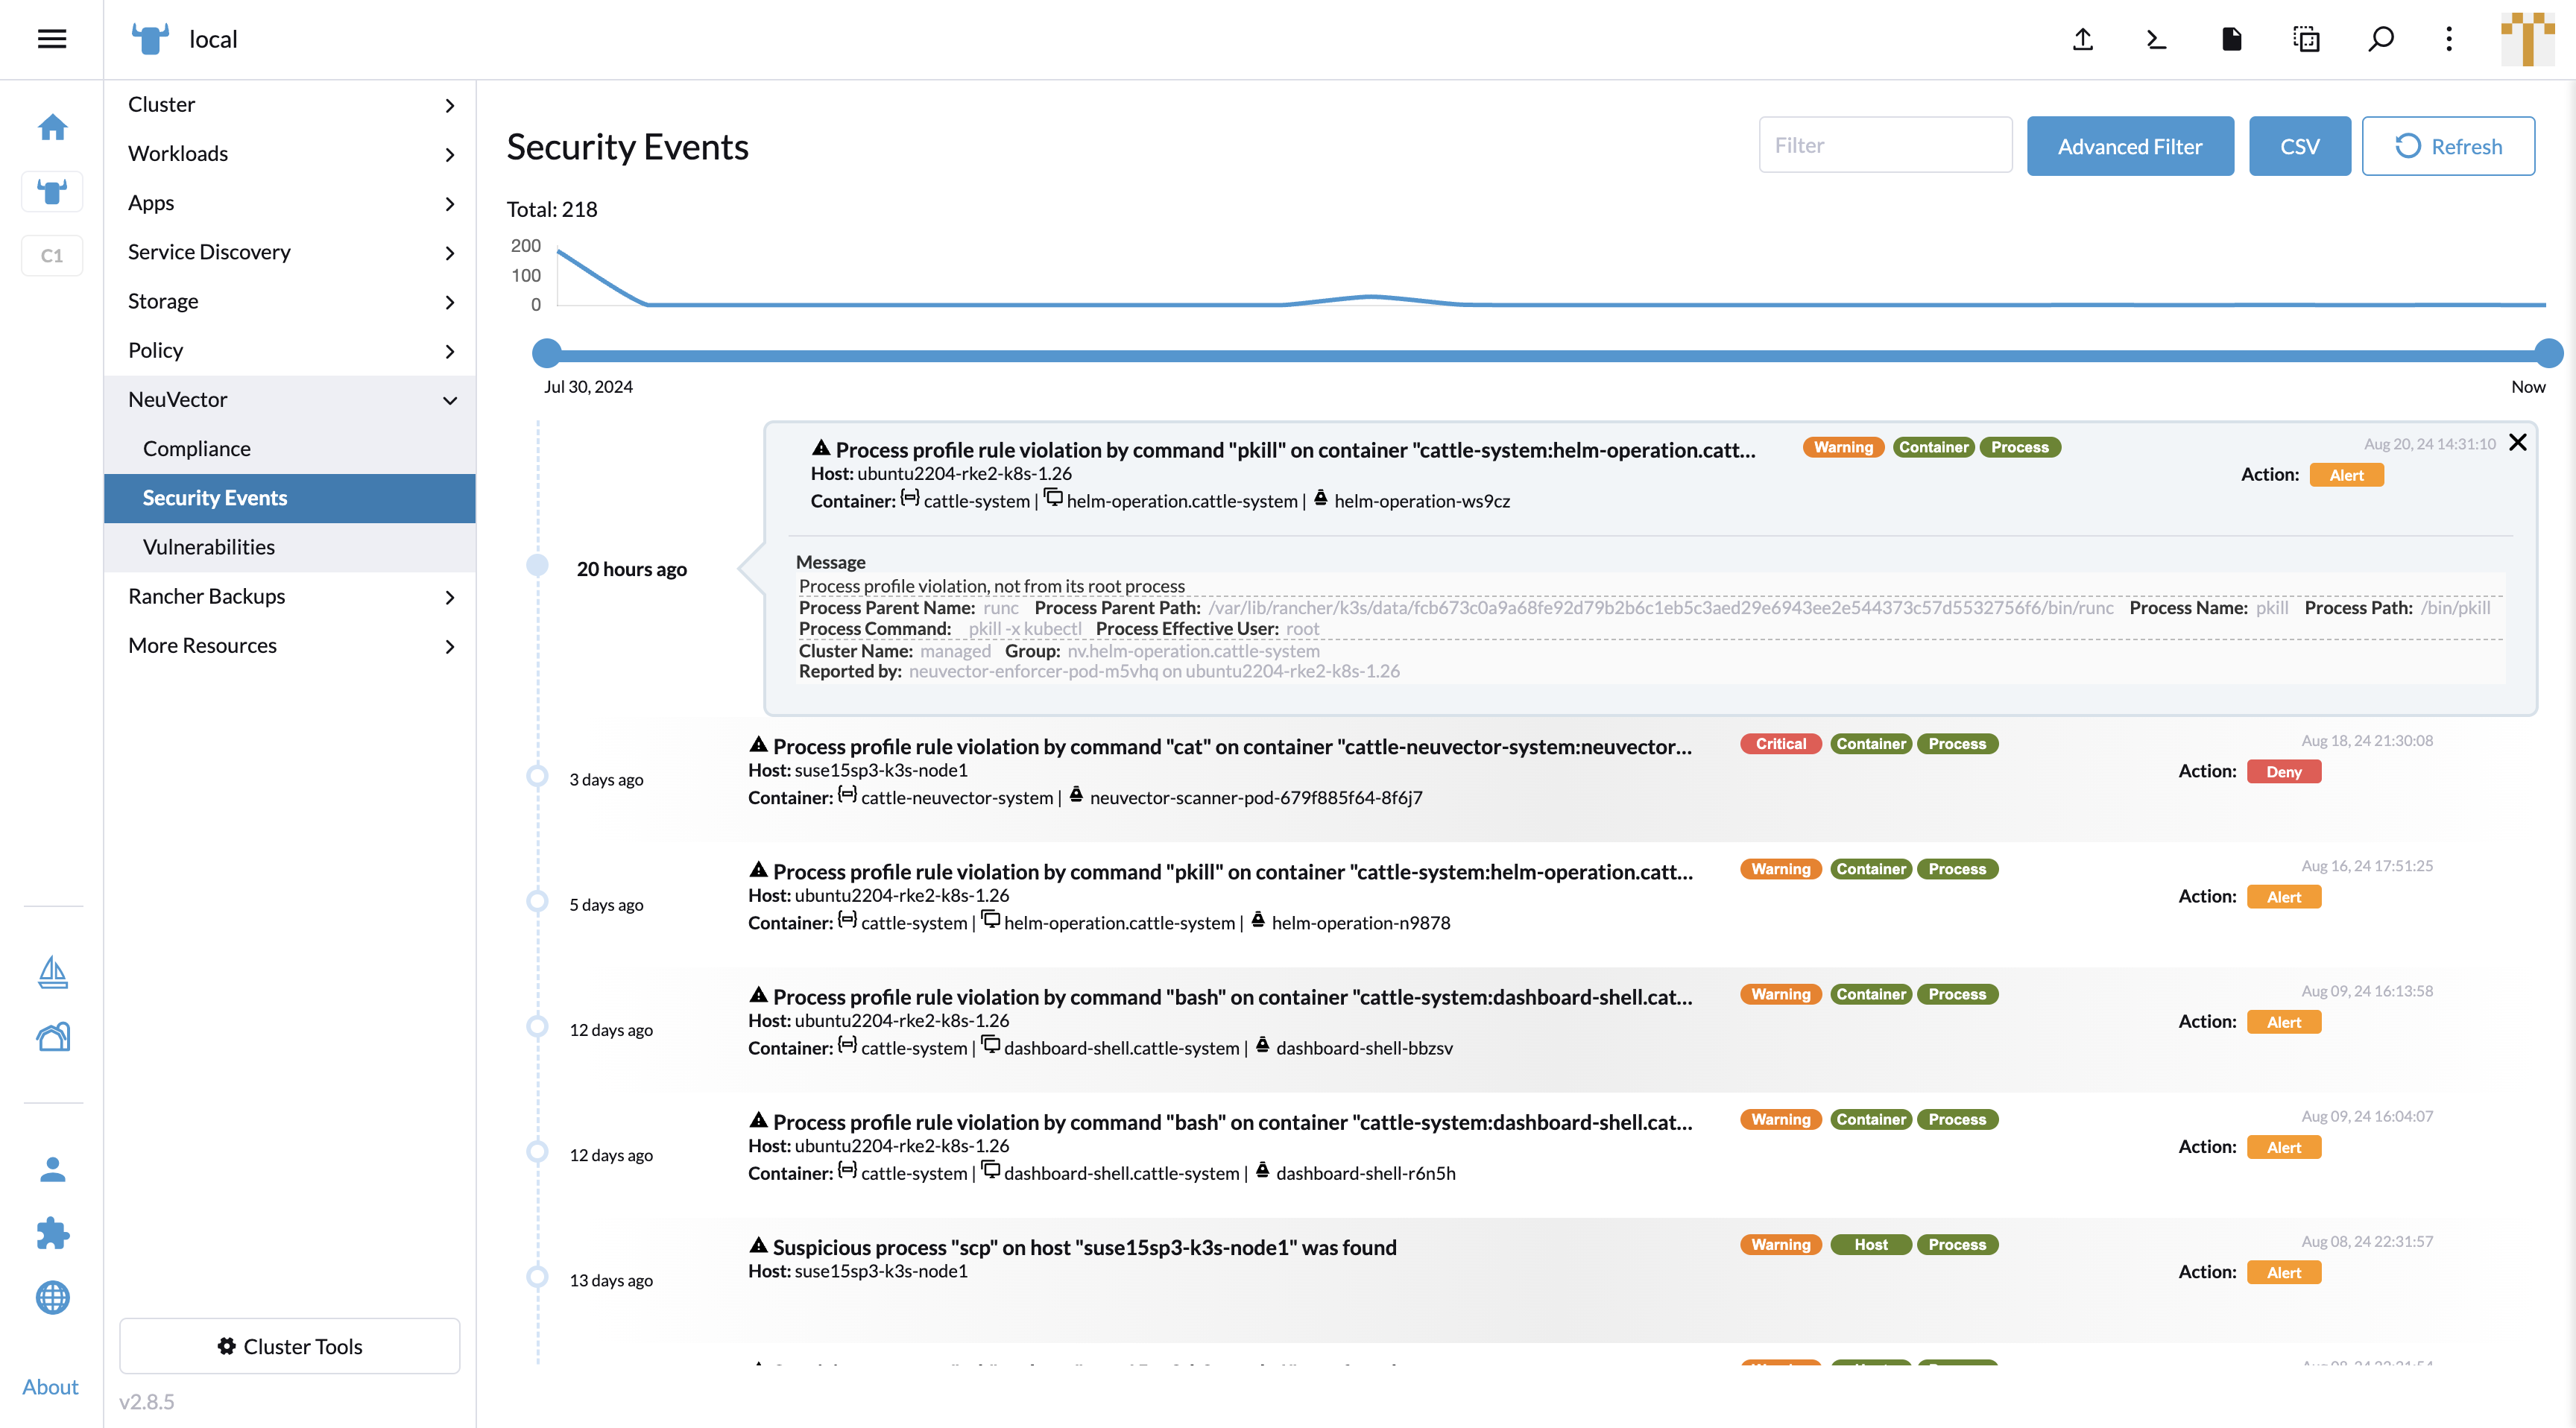 local
C1
About
Cluster
Workloads
Apps
Service Discovery
Storage
Policy
NeuVector
Compliance
Security Events
Vulnerabilities
Rancher Backups
More Resources
Cluster Tools
v2.8.5
Security Events
Filter
Advanced Filter
CSV
Refresh
Total: 218
200
100
0
Jul 30, 2024
Now
20 hours ago
Process profile rule violation by command "pkill" on container "cattle-system:helm-operation.catt...
Warning Container Process
Aug 20, 24 14:31:10
Host: ubuntu2204-rke2-k8s-1.26
Action: Alert
Container: cattle-system | helm-operation.cattle-system | helm-operation-ws9cz
Message
Process profile violation, not from its root process
Process Parent Name: runc Process Parent Path: /var/lib/rancher/k3s/data/fcb673c0a9a68fe92d79b2b6c1eb5c3aed29e6943ee2e544373c57d5532756f6/bin/runc Process Name: pkill Process Path: /bin/pkill
Process Command: pkill -x kubectl Process Effective User: root
Cluster Name: managed Group: nv.helm-operation.cattle-system
Reported by: neuvector-enforcer-pod-m5vhq on ubuntu2204-rke2-k8s-1.26
3 days ago
Process profile rule violation by command "cat" on container "cattle-neuvector-system:neuvector...
Critical Container Process
Aug 18, 24 21:30:08
Host: suse15sp3-k3s-node1
Action: Deny
Container: cattle-neuvector-system | neuvector-scanner-pod-679f885f64-8f6j7
5 days ago
Process profile rule violation by command "pkill" on container "cattle-system:helm-operation.catt...
Warning Container Process
Aug 16, 24 17:51:25
Host: ubuntu2204-rke2-k8s-1.26
Action: Alert
Container: cattle-system | helm-operation.cattle-system | helm-operation-n9878
12 days ago
Process profile rule violation by command "bash" on container "cattle-system:dashboard-shell.cat...
Warning Container Process
Aug 09, 24 16:13:58
Host: ubuntu2204-rke2-k8s-1.26
Action: Alert
Container: cattle-system | dashboard-shell.cattle-system | dashboard-shell-bbzsv
12 days ago
Process profile rule violation by command "bash" on container "cattle-system:dashboard-shell.cat...
Warning Container Process
Aug 09, 24 16:04:07
Host: ubuntu2204-rke2-k8s-1.26
Action: Alert
Container: cattle-system | dashboard-shell.cattle-system | dashboard-shell-r6n5h
13 days ago
Suspicious process "scp" on host "suse15sp3-k3s-node1" was found
Warning Host Process
Aug 08, 24 22:31:57
Host: suse15sp3-k3s-node1
Action: Alert